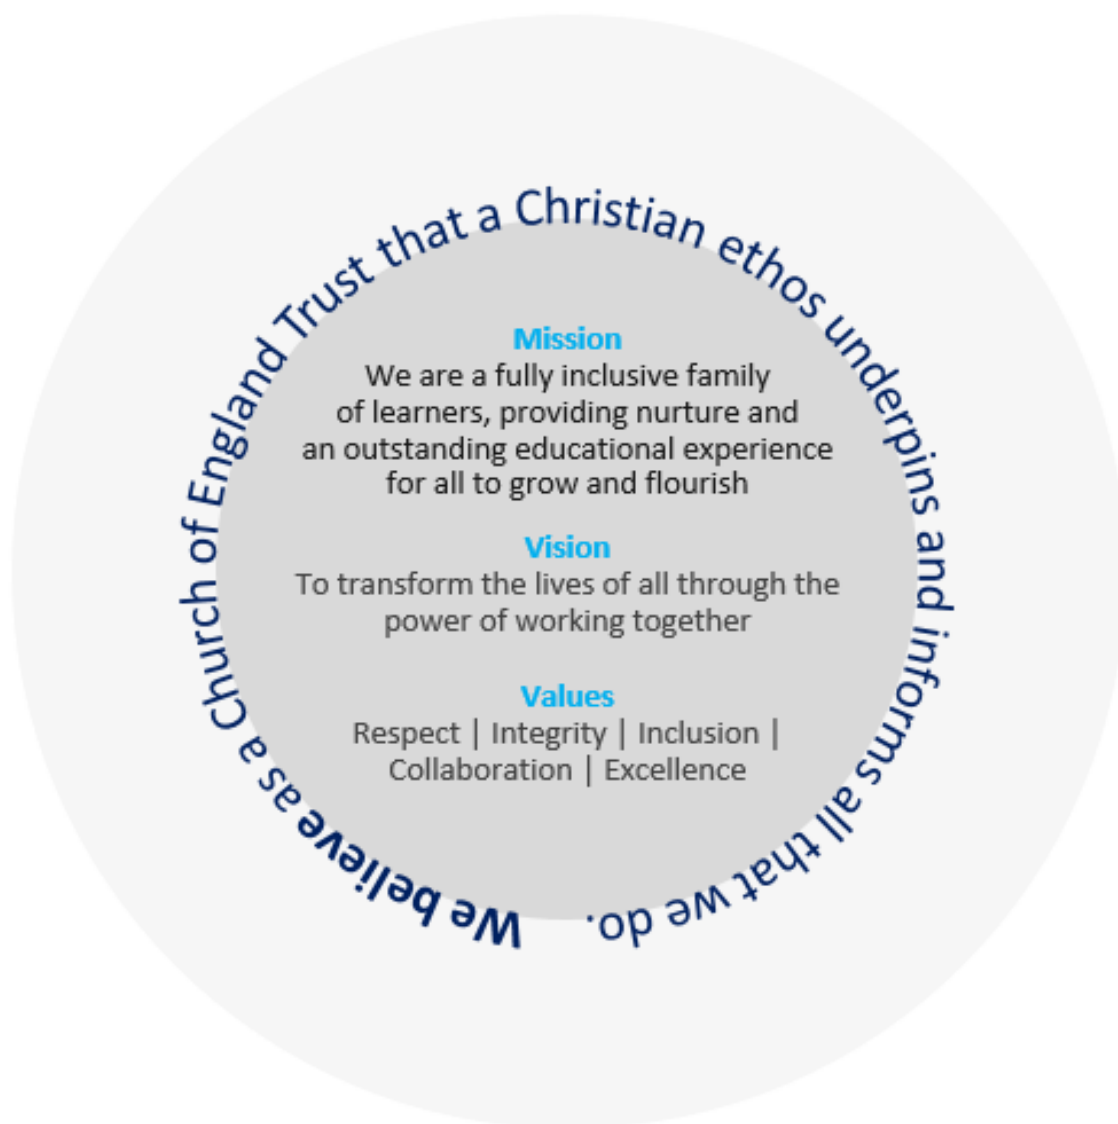 We believe as a Church of England Trust that a Christian ethos underpins and informs all that we do.
Mission
We are a fully inclusive family
of learners, providing nurture and
an outstanding educational experience
for all to grow and flourish
Vision
To transform the lives of all through the
power of working together
Values
Respect | Integrity | Inclusion |
Collaboration | Excellence